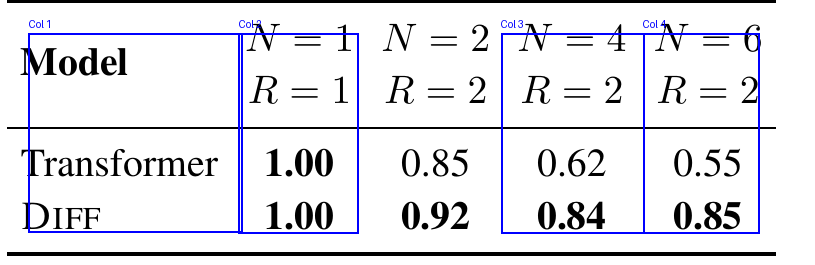 Col 1 Col 2 Col 3 Col 4
Model N = 1 N = 2 N = 4 N = 6
R = 1 R = 2 R = 2 R = 2
Transformer 1.00 0.85 0.62 0.55
DIFF 1.00 0.92 0.84 0.85